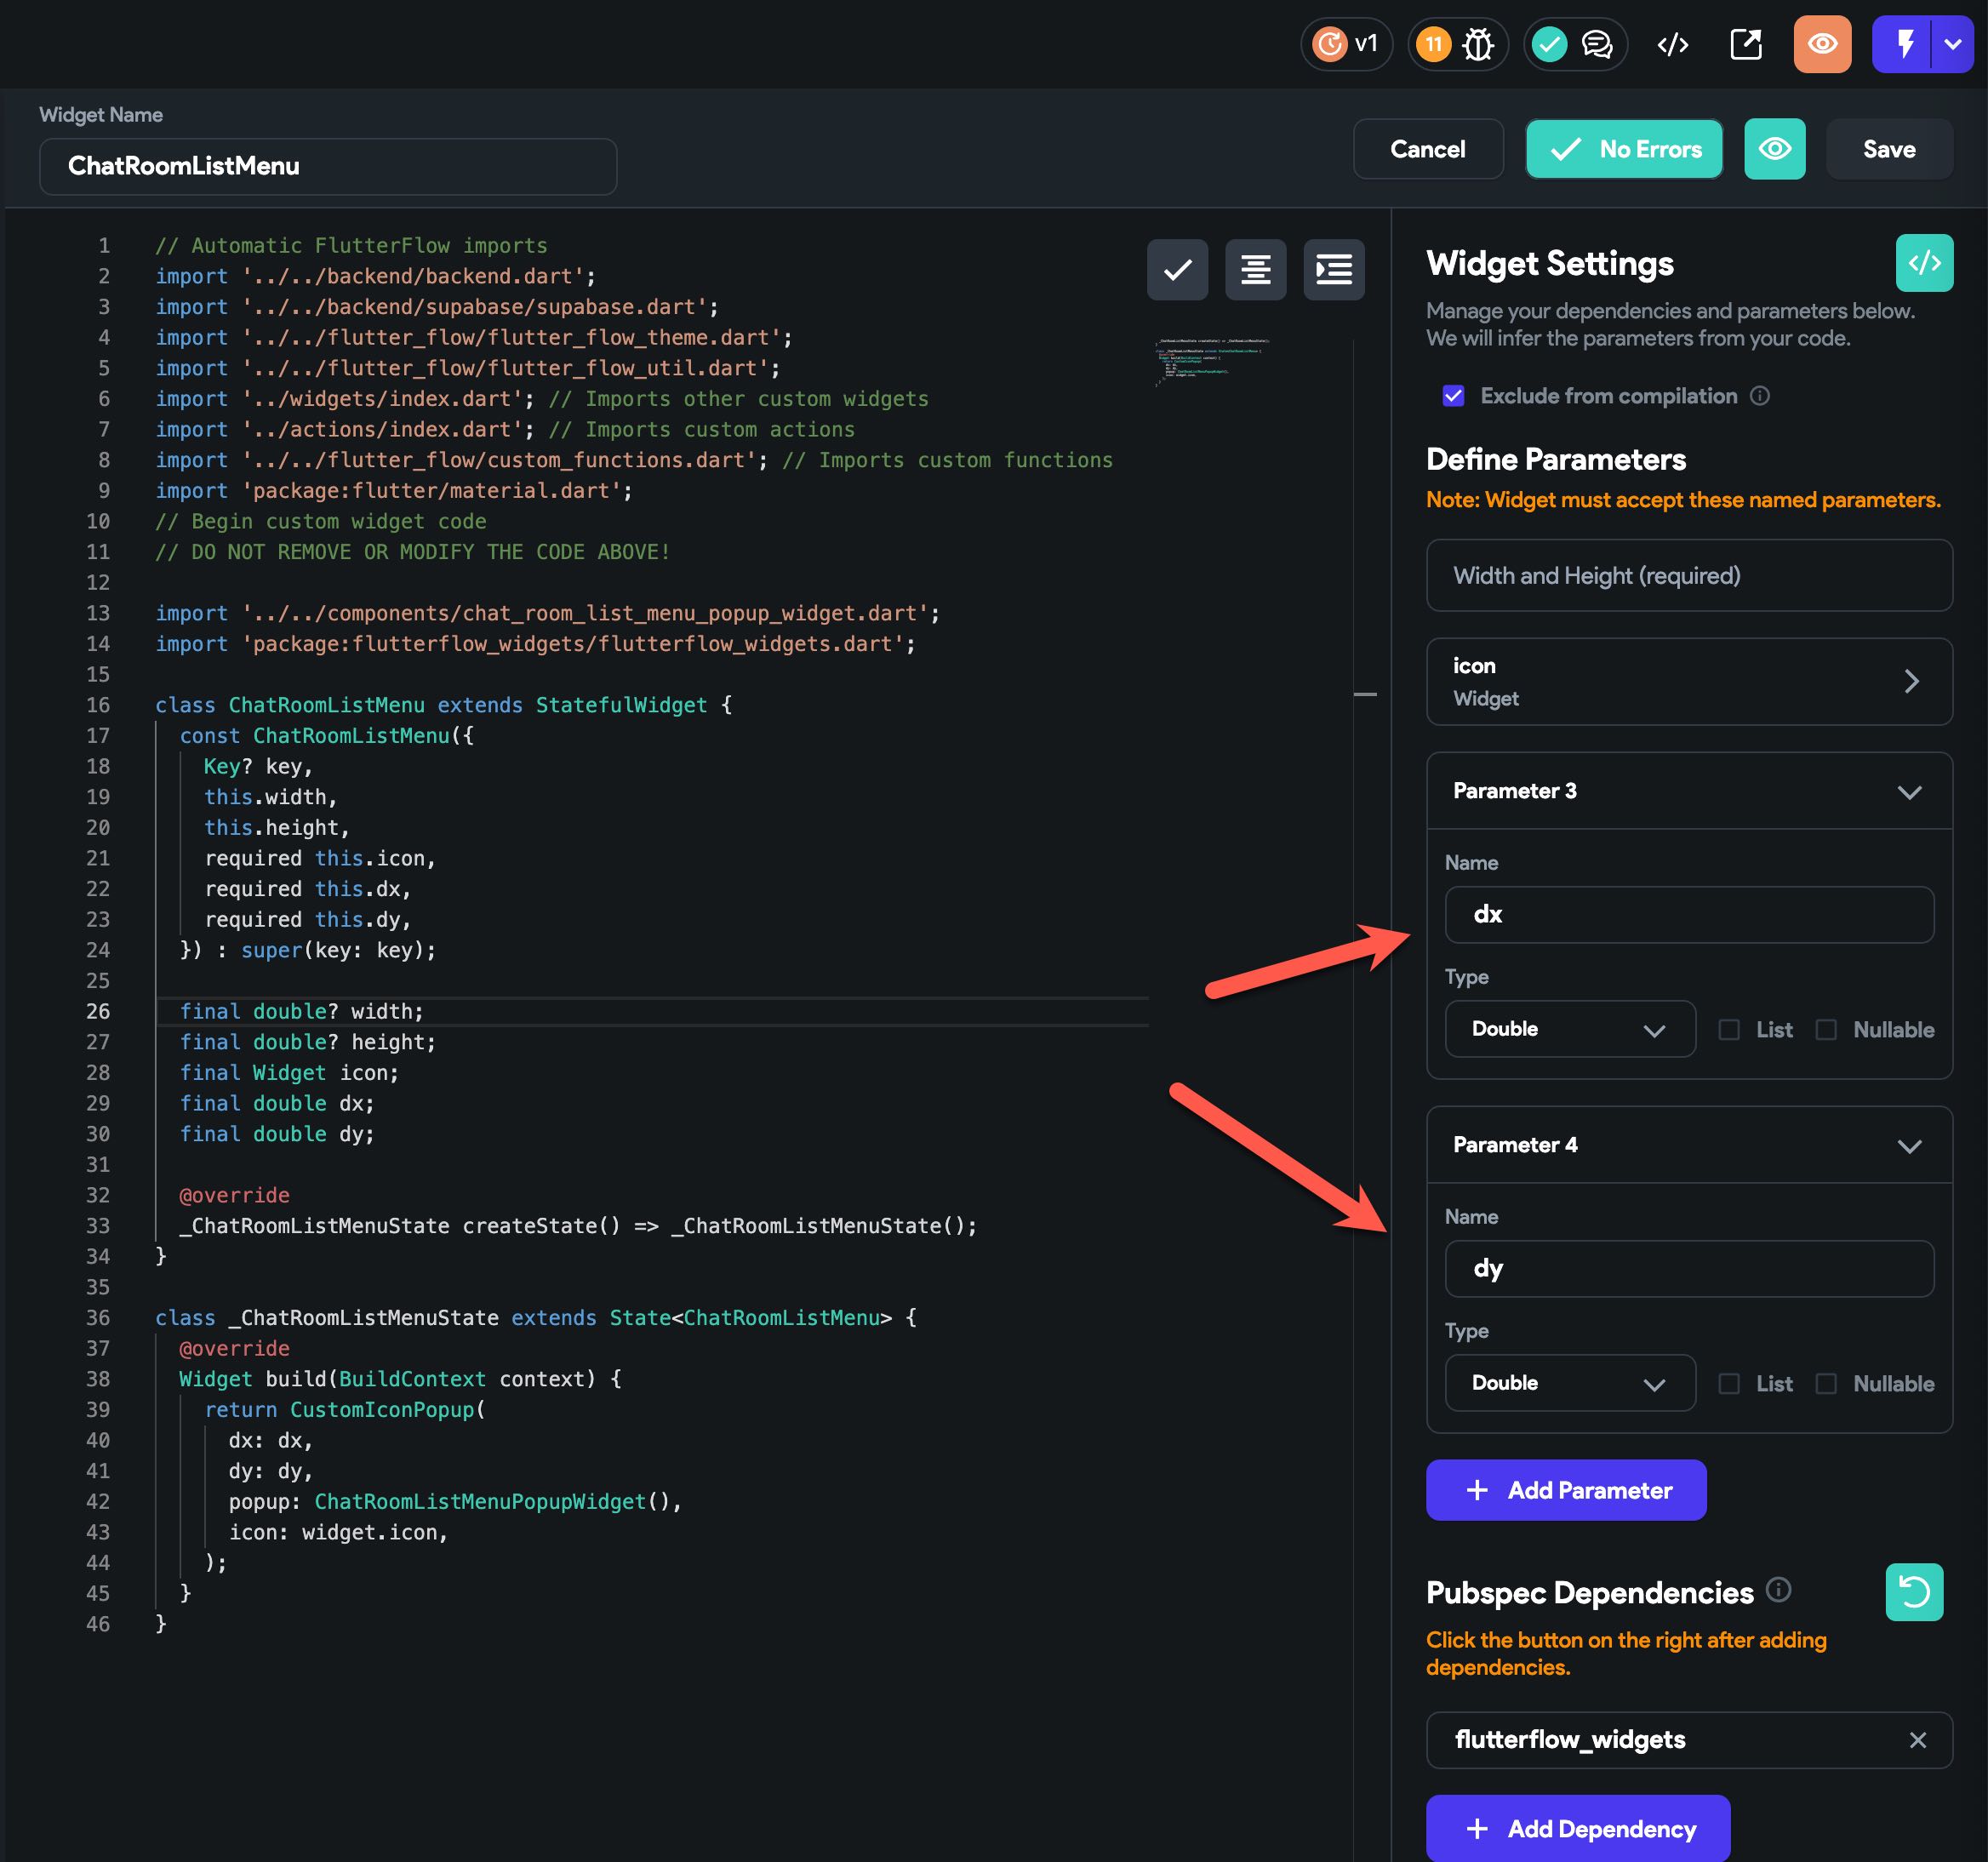 v1
11
Widget Name
ChatRoomListMenu
Cancel
No Errors
Save
1 // Automatic FlutterFlow imports
2 import '../../backend/backend.dart';
3 import '../../backend/supabase/supabase.dart';
4 import '../../flutter_flow/flutter_flow_theme.dart';
5 import '../../flutter_flow/flutter_flow_util.dart';
6 import '../widgets/index.dart'; // Imports other custom widgets
7 import '../actions/index.dart'; // Imports custom actions
8 import '../../flutter_flow/custom_functions.dart'; // Imports custom functions
9 import 'package:flutter/material.dart';
10 // Begin custom widget code
11 // DO NOT REMOVE OR MODIFY THE CODE ABOVE!
12
13 import '../../components/chat_room_list_menu_popup_widget.dart';
14 import 'package:flutterflow_widgets/flutterflow_widgets.dart';
15
16 class ChatRoomListMenu extends StatefulWidget {
17 const ChatRoomListMenu({
18 Key? key,
19 this.width,
20 this.height,
21 required this.icon,
22 required this.dx,
23 required this.dy,
24 }) : super(key: key);
25
26 final double? width;
27 final double? height;
28 final Widget icon;
29 final double dx;
30 final double dy;
31
32 @override
33 _ChatRoomListMenuState createState() => _ChatRoomListMenuState();
34 }
35
36 class _ChatRoomListMenuState extends State<ChatRoomListMenu> {
37 @override
38 Widget build(BuildContext context) {
39 return CustomIconPopup(
40 dx: dx,
41 dy: dy,
42 popup: ChatRoomListMenuPopupWidget(),
43 icon: widget.icon,
44 );
45 }
46 }
Widget Settings
</>
Manage your dependencies and parameters below.
We will infer the parameters from your code.
Exclude from compilation
Define Parameters
Note: Widget must accept these named parameters.
Width and Height (required)
icon
Widget
Parameter 3
Name
dx
Type
Double
List
Nullable
Parameter 4
Name
dy
Type
Double
List
Nullable
+ Add Parameter
Pubspec Dependencies
Click the button on the right after adding
dependencies.
flutterflow_widgets
+ Add Dependency